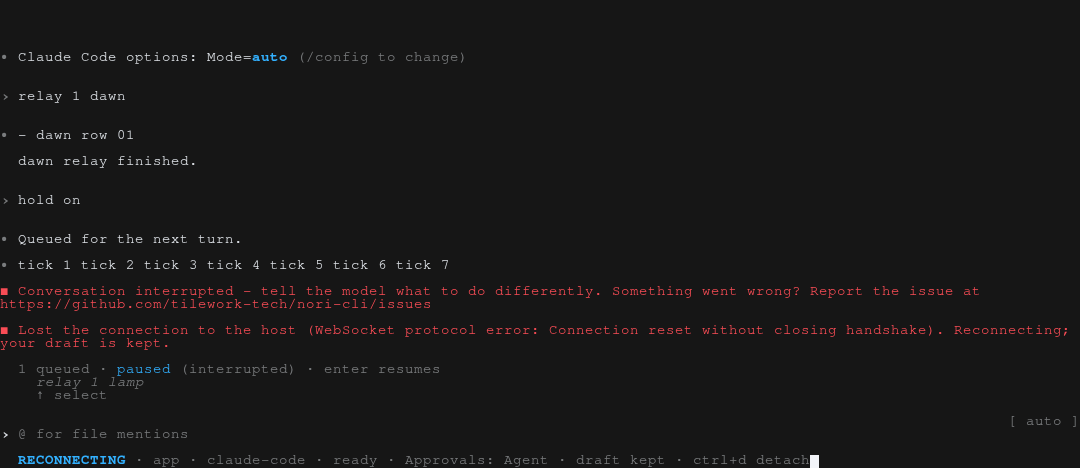 • Claude Code options: Mode=auto (/config to change)
› relay 1 dawn
• - dawn row 01
dawn relay finished.
› hold on
• Queued for the next turn.
• tick 1 tick 2 tick 3 tick 4 tick 5 tick 6 tick 7
■ Conversation interrupted - tell the model what to do differently. Something went wrong? Report the issue at
https://github.com/tilework-tech/nori-cli/issues
■ Lost the connection to the host (WebSocket protocol error: Connection reset without closing handshake). Reconnecting;
your draft is kept.
1 queued · paused (interrupted) · enter resumes
relay 1 lamp
↑ select
[ auto ]
› @ for file mentions
RECONNECTING · app · claude-code · ready · Approvals: Agent · draft kept · ctrl+d detach